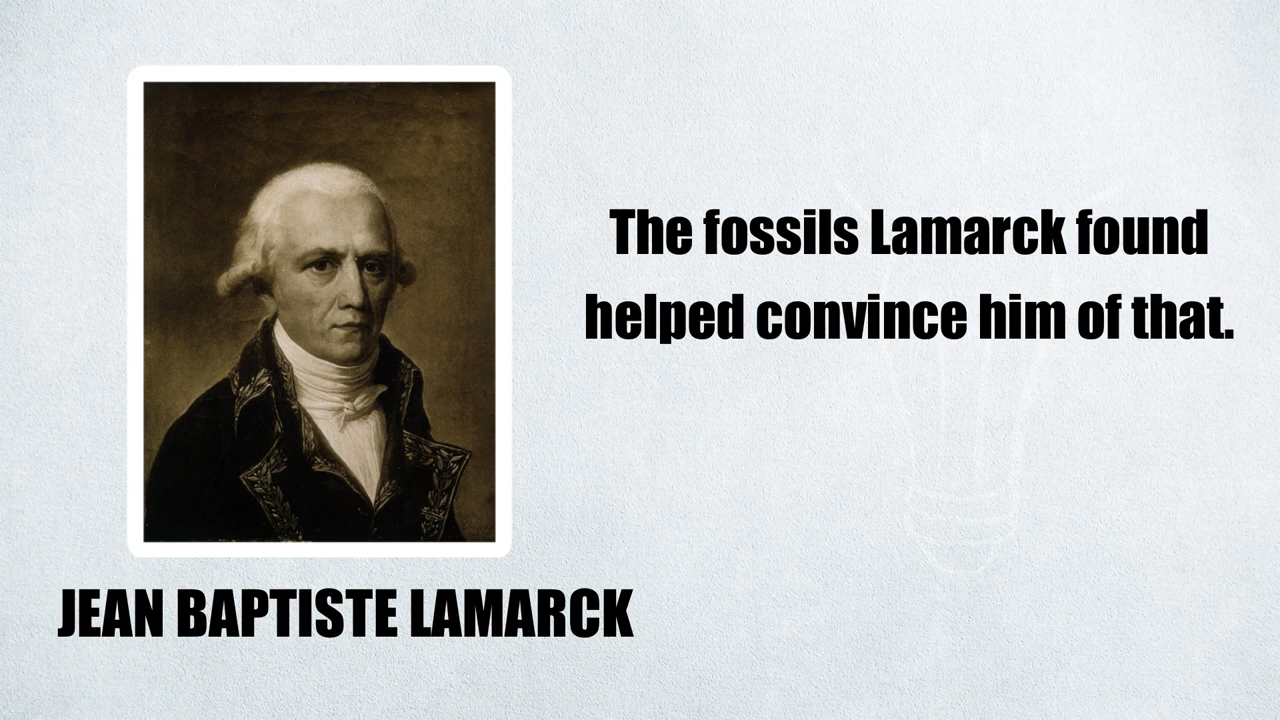 The fossils Lamarck found
helped convince him of that.
JEAN BAPTISTE LAMARCK